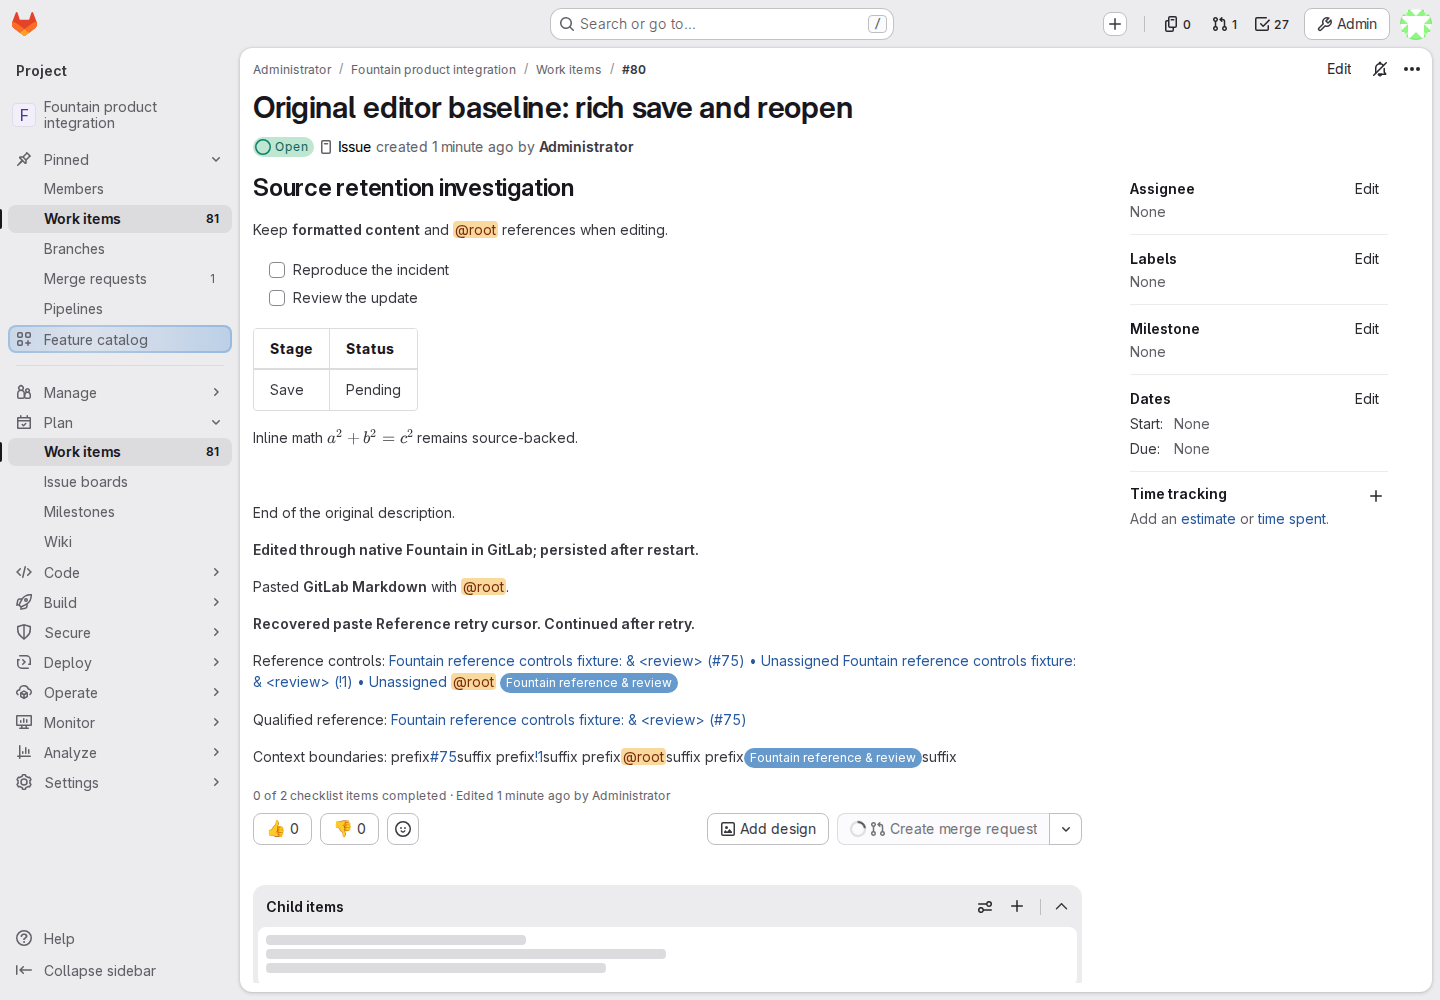 Search or go to...
/
0
1
27
Admin
Project
F
Fountain product integration
Pinned
Members
Work items 81
Branches
Merge requests 1
Pipelines
Feature catalog
Manage
Plan
Work items 81
Issue boards
Milestones
Wiki
Code
Build
Secure
Deploy
Operate
Monitor
Analyze
Settings
Help
Collapse sidebar
Administrator / Fountain product integration / Work items / #80
Edit
Original editor baseline: rich save and reopen
Open Issue created 1 minute ago by Administrator
Source retention investigation
Keep formatted content and @root references when editing.
Reproduce the incident
Review the update
Stage Status
Save Pending
Inline math a² + b² = c² remains source-backed.
End of the original description.
Edited through native Fountain in GitLab; persisted after restart.
Pasted GitLab Markdown with @root.
Recovered paste Reference retry cursor. Continued after retry.
Reference controls: Fountain reference controls fixture: & <review> (#75) • Unassigned Fountain reference controls fixture:
& <review> (!1) • Unassigned @root Fountain reference & review
Qualified reference: Fountain reference controls fixture: & <review> (#75)
Context boundaries: prefix#75suffix prefix!1suffix prefix@rootsuffix prefixFountain reference & reviewsuffix
0 of 2 checklist items completed · Edited 1 minute ago by Administrator
👍 0
👎 0
Add design
Create merge request
Child items
Assignee Edit
None
Labels Edit
None
Milestone Edit
None
Dates Edit
Start: None
Due: None
Time tracking
Add an estimate or time spent.